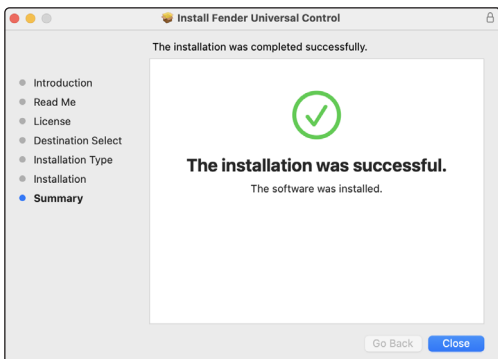 Install Fender Universal Control
The installation was completed successfully.
Introduction
Read Me
License
Destination Select
Installation Type
Installation
Summary
The installation was successful.
The software was installed.
Go Back
Close